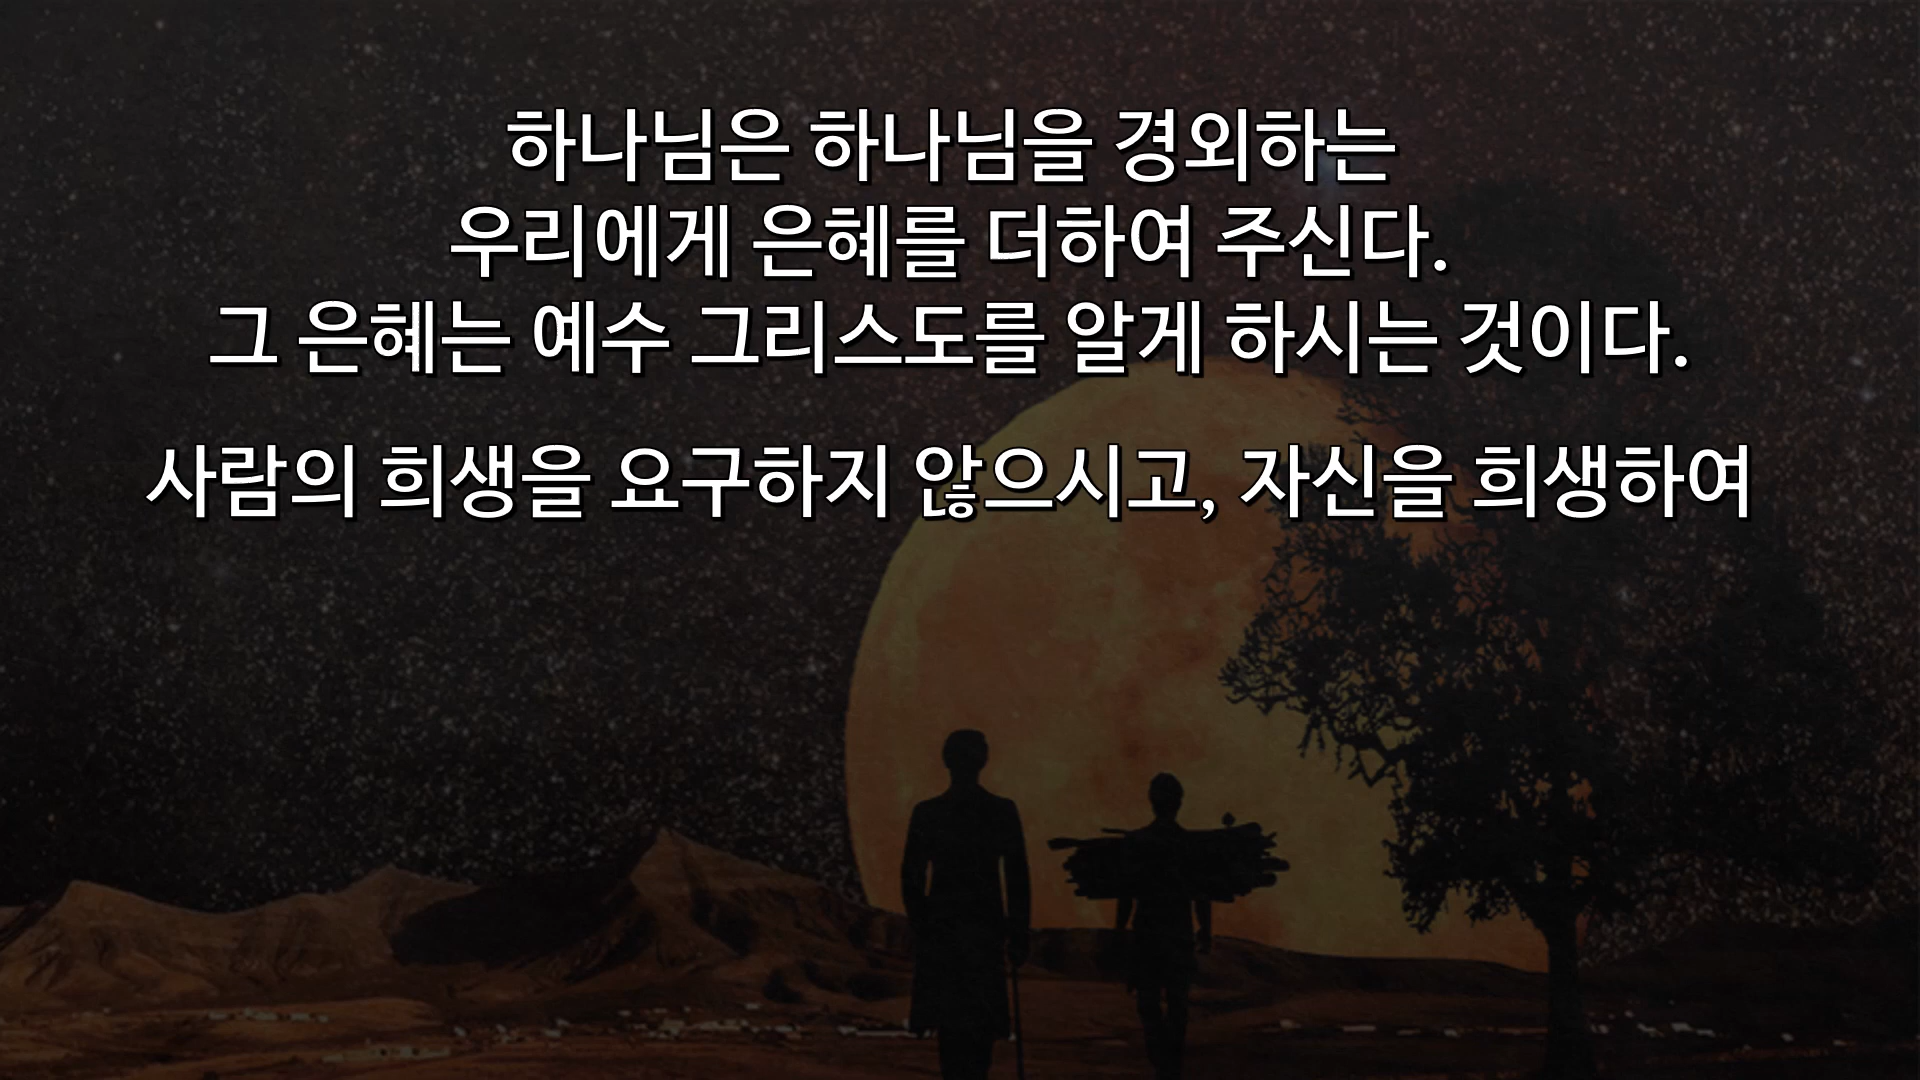 하나님은 하나님을 경외하는
우리에게 은혜를 더하여 주신다.
그 은혜는 예수 그리스도를 알게 하시는 것이다.
사람의 희생을 요구하지 않으시고, 자신을 희생하여